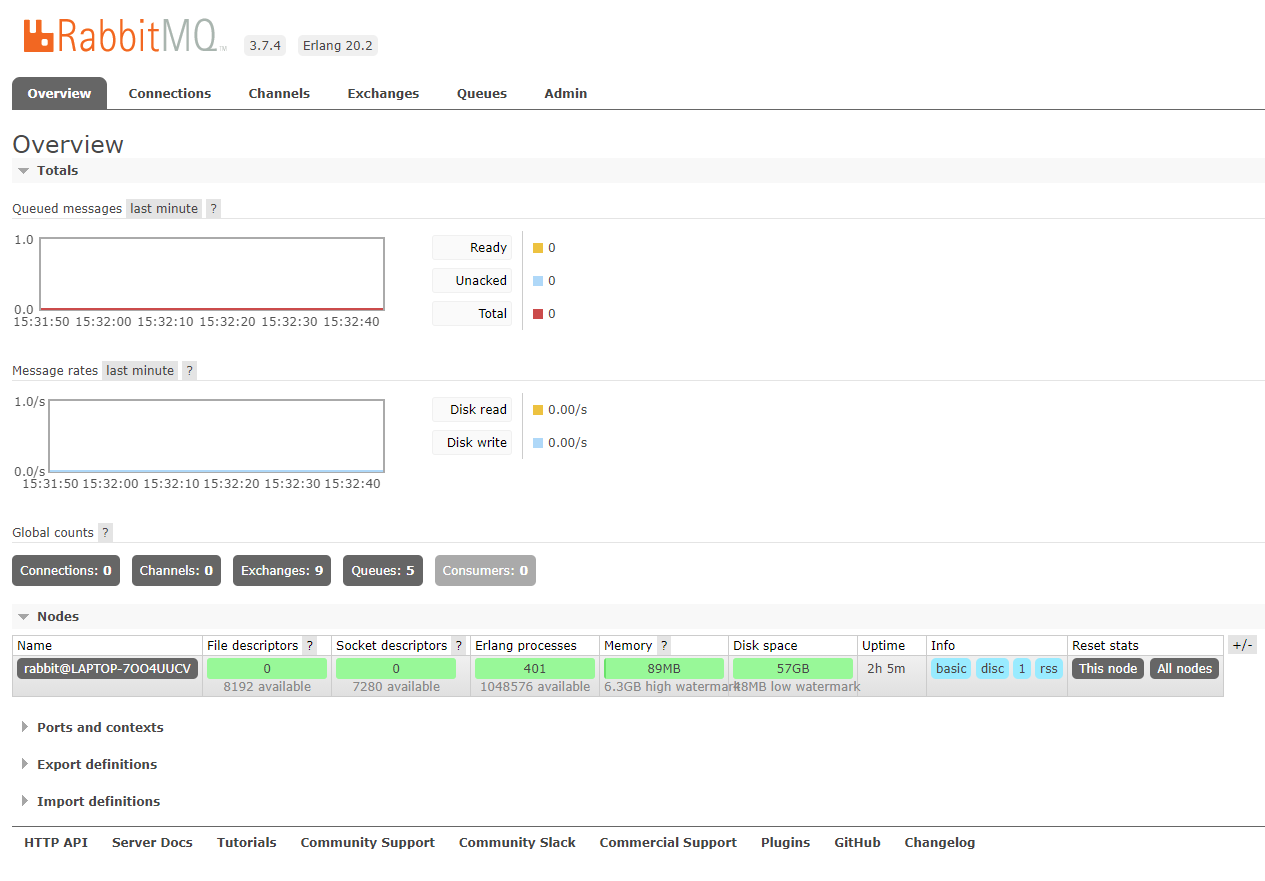 RabbitMQ™ 3.7.4 Erlang 20.2
Overview Connections Channels Exchanges Queues Admin
Overview
Totals
Queued messages last minute ?
1.0
0.0
15:31:50 15:32:00 15:32:10 15:32:20 15:32:30 15:32:40
Ready 0
Unacked 0
Total 0
Message rates last minute ?
1.0/s
0.0/s
15:31:50 15:32:00 15:32:10 15:32:20 15:32:30 15:32:40
Disk read 0.00/s
Disk write 0.00/s
Global counts ?
Connections: 0 Channels: 0 Exchanges: 9 Queues: 5 Consumers: 0
Nodes
Name File descriptors ? Socket descriptors ? Erlang processes Memory ? Disk space Uptime Info Reset stats +/-
rabbit@LAPTOP-7OO4UUCV 0 0 401 89MB 57GB 2h 5m basic disc 1 rss This node All nodes
8192 available 7280 available 1048576 available 6.3GB high watermark 48MB low watermark
Ports and contexts
Export definitions
Import definitions
HTTP API Server Docs Tutorials Community Support Community Slack Commercial Support Plugins GitHub Changelog